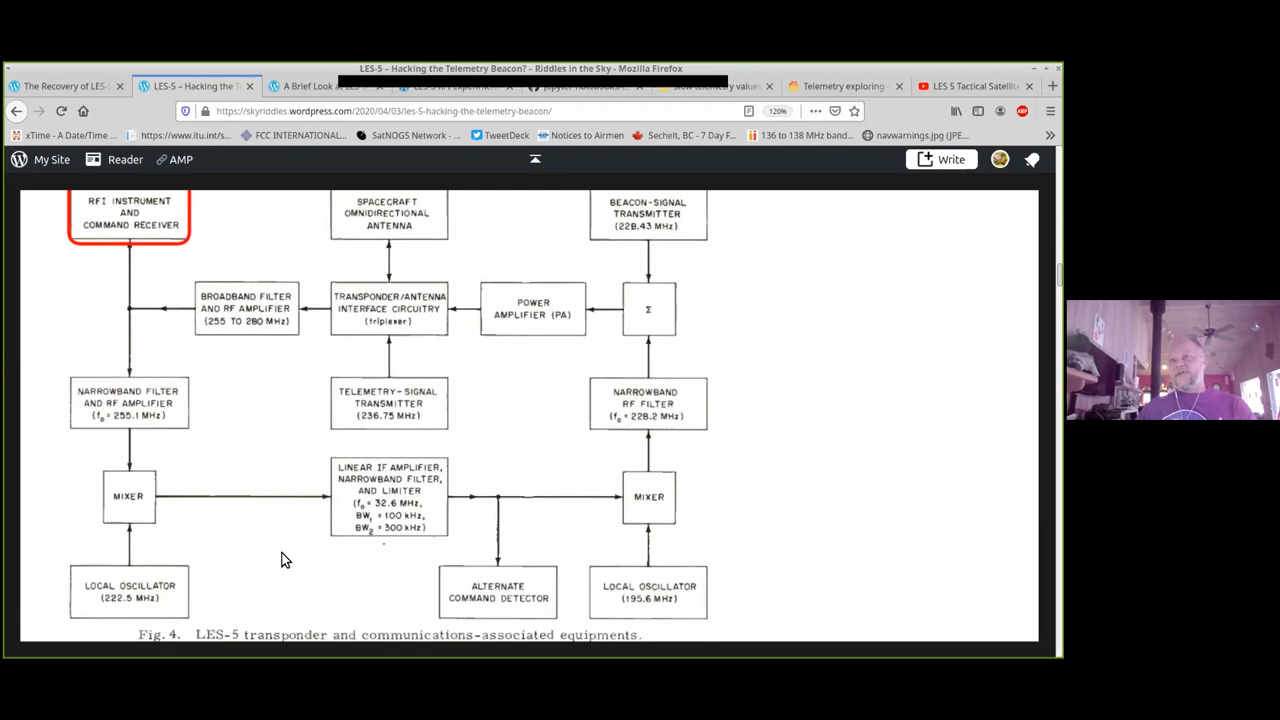 LES-5 – Hacking the Telemetry Beacon? – Riddles in the Sky - Mozilla Firefox
The Recovery of LES-
LES-5 – Hacking the T
A Brief Look at LES
Telemetry exploring -
LES 5 Tactical Satellit
https://skyriddles.wordpress.com/2020/04/03/les-5-hacking-the-telemetry-beacon/
120%
xTime - A Date/Time ...
https://www.itu.int/s...
FCC INTERNATIONAL...
SatNOGS Network - ...
TweetDeck
Notices to Airmen
Sechelt, BC - 7 Day F...
136 to 138 MHz band...
navwarnings.jpg (JPE...
My Site
Reader
AMP
Write
RFI INSTRUMENT
AND
COMMAND RECEIVER
SPACECRAFT
OMNIDIRECTIONAL
ANTENNA
BEACON-SIGNAL
TRANSMITTER
(228.43 MHz)
BROADBAND FILTER
AND RF AMPLIFIER
(255 TO 280 MHz)
TRANSPONDER/ANTENNA
INTERFACE CIRCUITRY
(triplexer)
POWER
AMPLIFIER (PA)
Σ
NARROWBAND FILTER
AND RF AMPLIFIER
(fo = 255.1 MHz)
TELEMETRY-SIGNAL
TRANSMITTER
(236.75 MHz)
NARROWBAND
RF FILTER
(fo = 228.2 MHz)
MIXER
LINEAR IF AMPLIFIER,
NARROWBAND FILTER,
AND LIMITER
(fo = 32.6 MHz,
BW1 = 100 kHz,
BW2 = 300 kHz)
MIXER
LOCAL OSCILLATOR
(222.5 MHz)
ALTERNATE
COMMAND DETECTOR
LOCAL OSCILLATOR
(195.6 MHz)
Fig. 4. LES-5 transponder and communications-associated equipments.